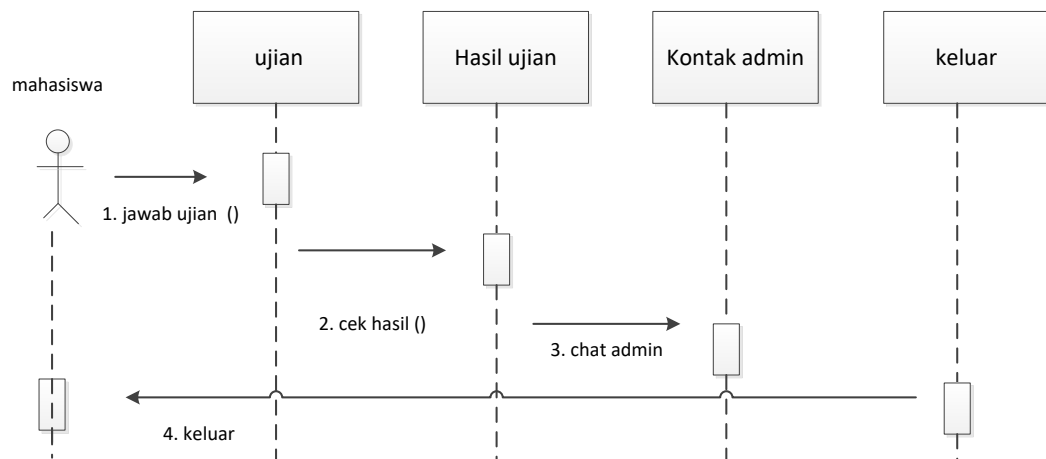 mahasiswa
ujian
Hasil ujian
Kontak admin
keluar
1. jawab ujian ()
2. cek hasil ()
3. chat admin
4. keluar